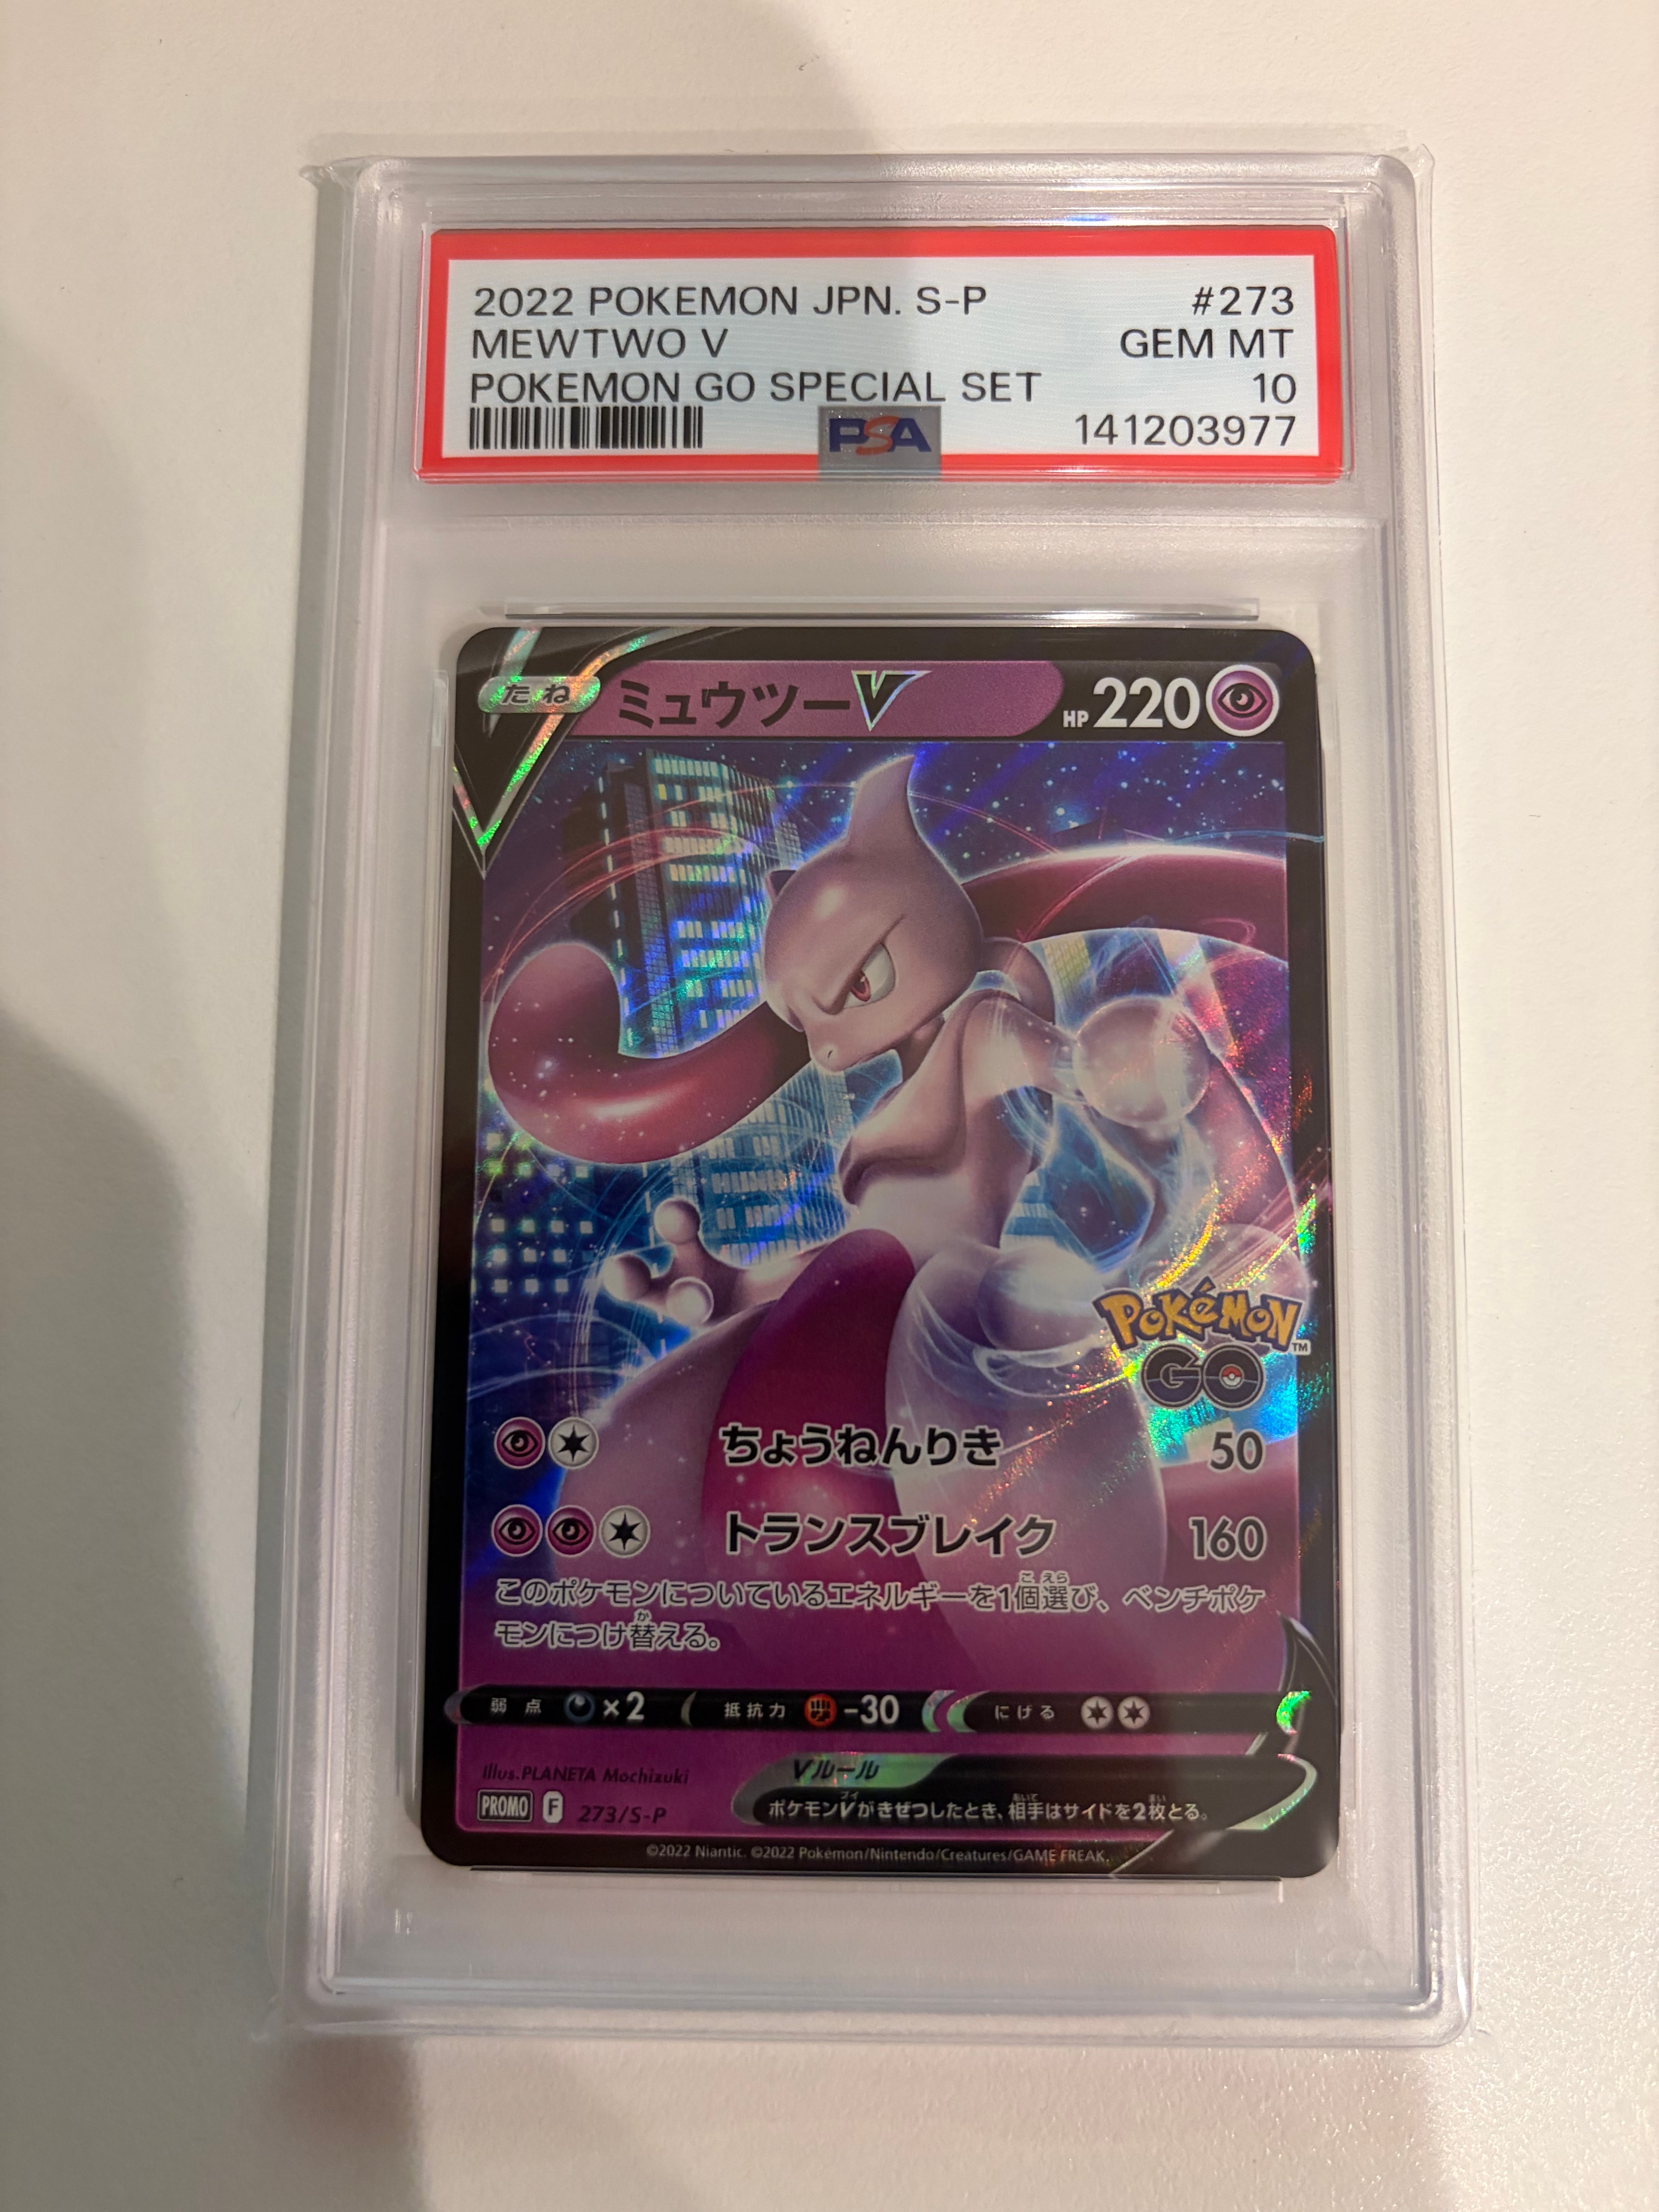 2022 POKEMON JPN. S-P #273
MEWTWO V GEM MT
POKEMON GO SPECIAL SET 10
PSA 141203977
たね ミュウツーV HP 220
Pokémon™
GO
ちょうねんりき 50
トランスブレイク 160
このポケモンについているエネルギーを1個選び、ベンチポケ
モンにつけ替える。
弱点 ×2 抵抗力 -30 にげる
Illus.PLANETA Mochizuki
Vルール
PROMO F 273/S-P
ポケモンVがきぜつしたとき、相手はサイドを2枚とる。
©2022 Niantic. ©2022 Pokémon/Nintendo/Creatures/GAME FREAK.